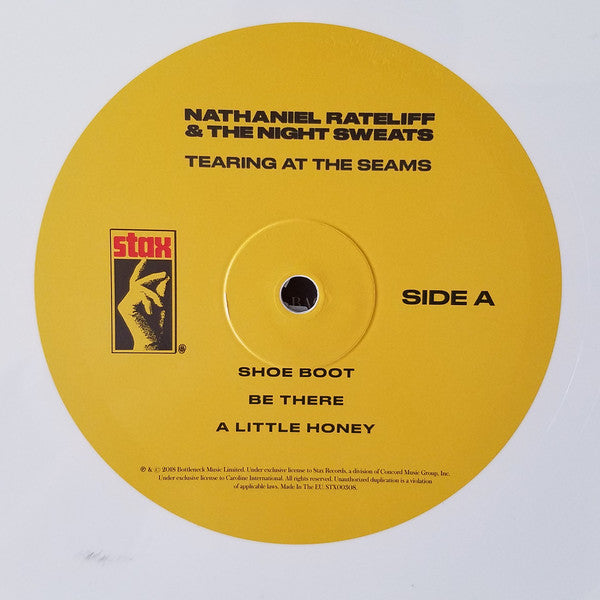 NATHANIEL RATELIFF
& THE NIGHT SWEATS
TEARING AT THE SEAMS
stax
®
SIDE A
SHOE BOOT
BE THERE
A LITTLE HONEY
℗ & © 2018 Bottleneck Music Limited. Under exclusive license to Stax Records, a division of Concord Music Group, Inc.
Under exclusive license to Caroline International. All rights reserved. Unauthorized duplication is a violation
of applicable laws. Made In The EU. STX00508.